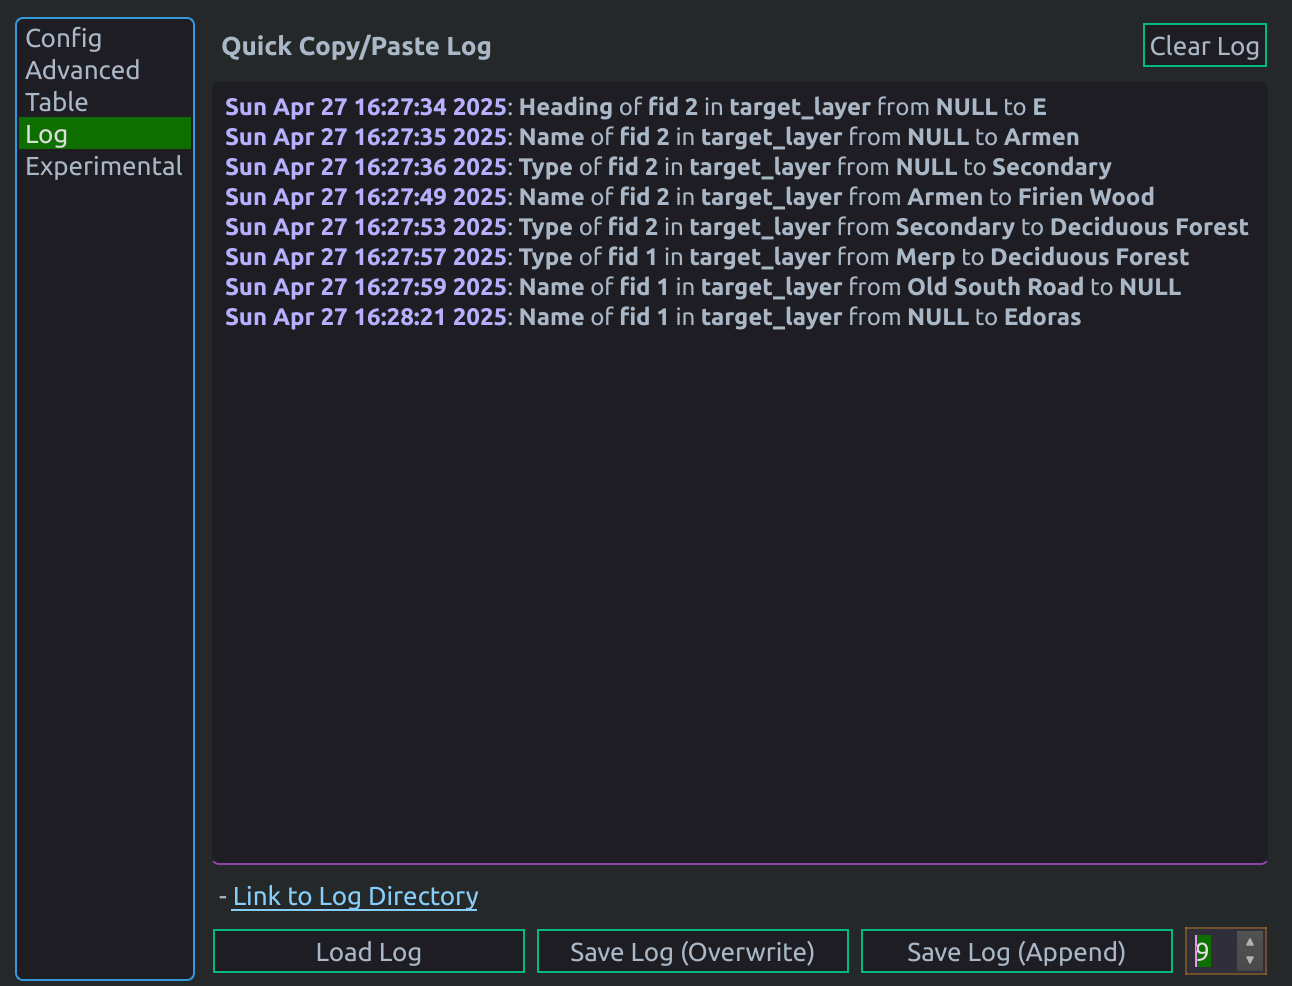 Config
Advanced
Table
Log
Experimental
Quick Copy/Paste Log
Clear Log
Sun Apr 27 16:27:34 2025: Heading of fid 2 in target_layer from NULL to E
Sun Apr 27 16:27:35 2025: Name of fid 2 in target_layer from NULL to Armen
Sun Apr 27 16:27:36 2025: Type of fid 2 in target_layer from NULL to Secondary
Sun Apr 27 16:27:49 2025: Name of fid 2 in target_layer from Armen to Firien Wood
Sun Apr 27 16:27:53 2025: Type of fid 2 in target_layer from Secondary to Deciduous Forest
Sun Apr 27 16:27:57 2025: Type of fid 1 in target_layer from Merp to Deciduous Forest
Sun Apr 27 16:27:59 2025: Name of fid 1 in target_layer from Old South Road to NULL
Sun Apr 27 16:28:21 2025: Name of fid 1 in target_layer from NULL to Edoras
- Link to Log Directory
Load Log
Save Log (Overwrite)
Save Log (Append)
9